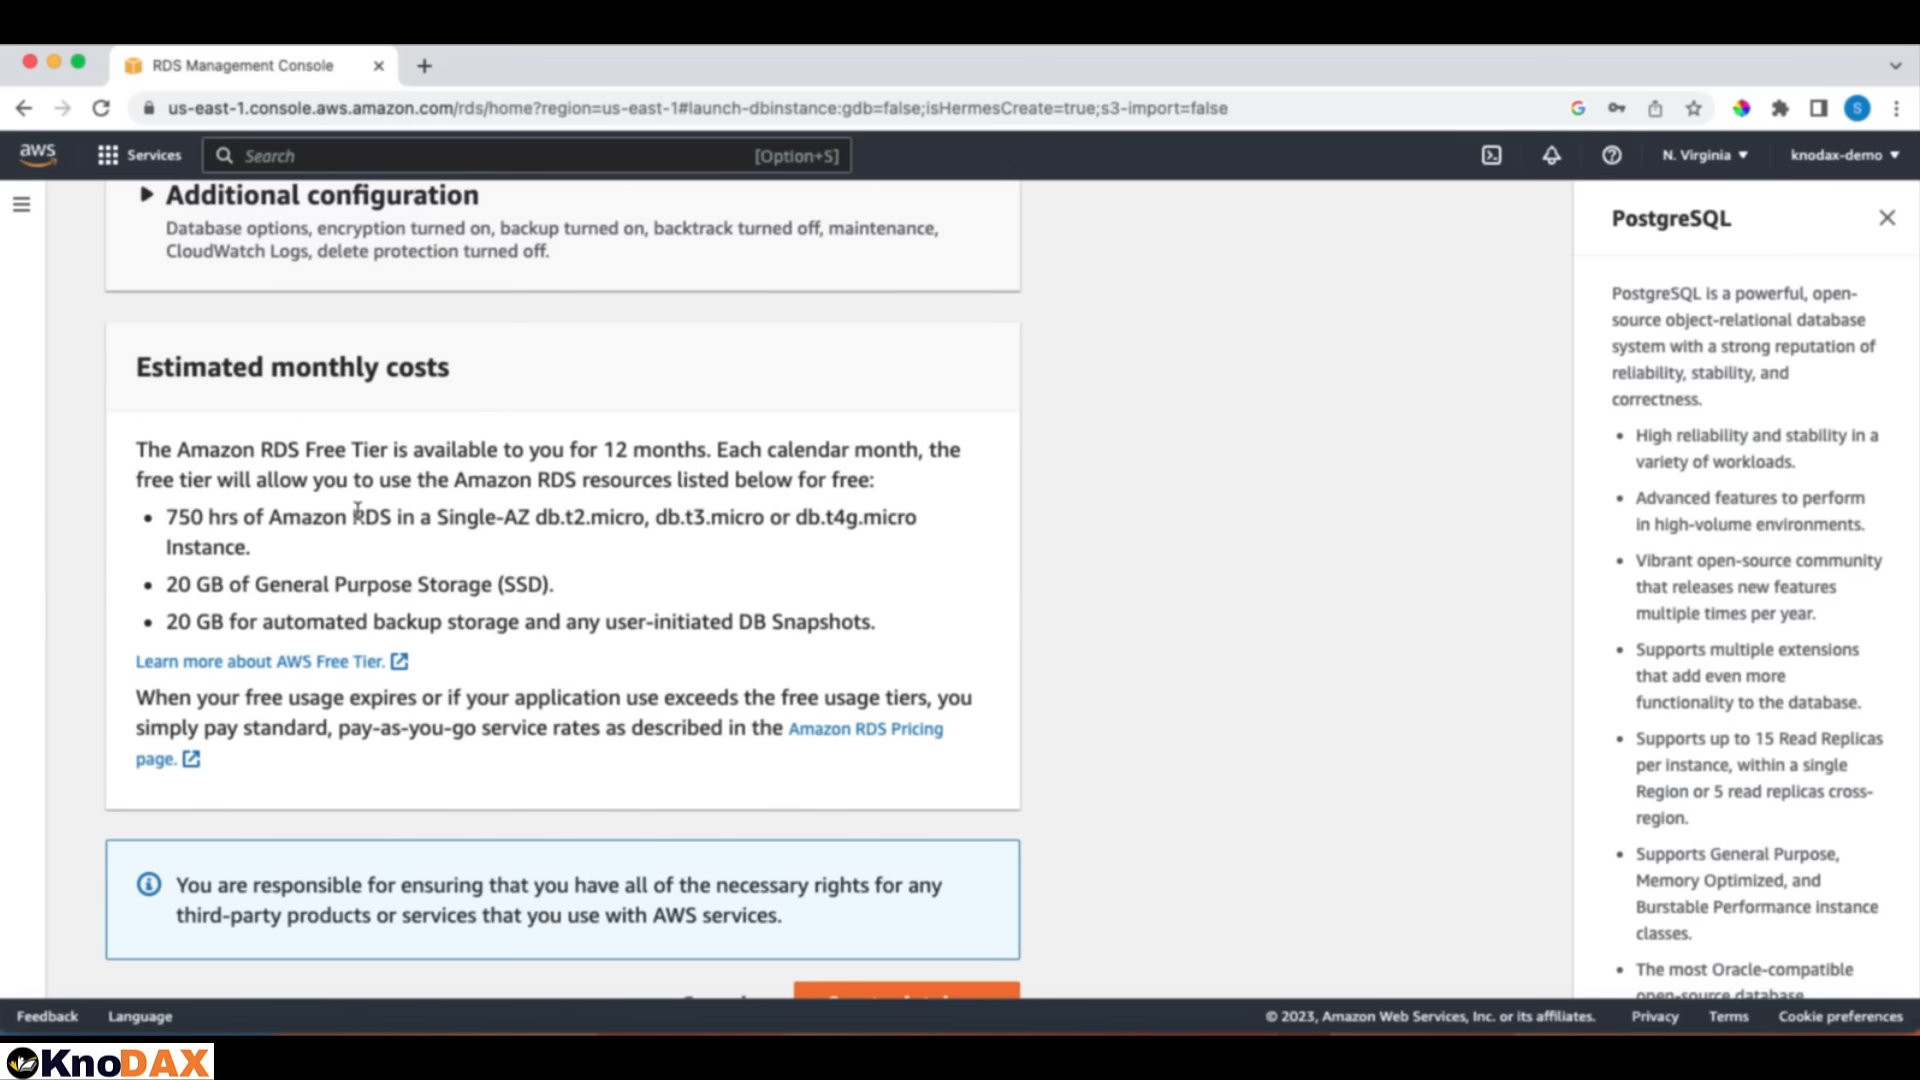 RDS Management Console
us-east-1.console.aws.amazon.com/rds/home?region=us-east-1#launch-dbinstance:gdb=false;isHermesCreate=true;s3-import=false
S
aws
Services
Search
[Option+S]
N. Virginia
knodax-demo
Additional configuration
Database options, encryption turned on, backup turned on, backtrack turned off, maintenance,
CloudWatch Logs, delete protection turned off.
Estimated monthly costs
The Amazon RDS Free Tier is available to you for 12 months. Each calendar month, the
free tier will allow you to use the Amazon RDS resources listed below for free:
• 750 hrs of Amazon RDS in a Single-AZ db.t2.micro, db.t3.micro or db.t4g.micro
Instance.
• 20 GB of General Purpose Storage (SSD).
• 20 GB for automated backup storage and any user-initiated DB Snapshots.
Learn more about AWS Free Tier.
When your free usage expires or if your application use exceeds the free usage tiers, you
simply pay standard, pay-as-you-go service rates as described in the Amazon RDS Pricing
page.
You are responsible for ensuring that you have all of the necessary rights for any
third-party products or services that you use with AWS services.
PostgreSQL
PostgreSQL is a powerful, open-
source object-relational database
system with a strong reputation of
reliability, stability, and
correctness.
• High reliability and stability in a
variety of workloads.
• Advanced features to perform
in high-volume environments.
• Vibrant open-source community
that releases new features
multiple times per year.
• Supports multiple extensions
that add even more
functionality to the database.
• Supports up to 15 Read Replicas
per instance, within a single
Region or 5 read replicas cross-
region.
• Supports General Purpose,
Memory Optimized, and
Burstable Performance instance
classes.
• The most Oracle-compatible
open-source database
Feedback
Language
© 2023, Amazon Web Services, Inc. or its affiliates.
Privacy
Terms
Cookie preferences
KnoDAX